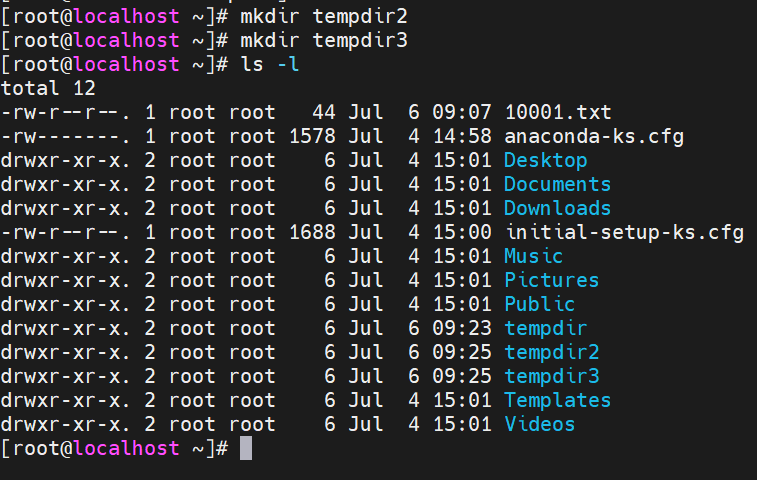 [root@localhost ~]# mkdir tempdir2
[root@localhost ~]# mkdir tempdir3
[root@localhost ~]# ls -l
total 12
-rw-r--r--. 1 root root   44 Jul  6 09:07 10001.txt
-rw-------. 1 root root 1578 Jul  4 14:58 anaconda-ks.cfg
drwxr-xr-x. 2 root root    6 Jul  4 15:01 Desktop
drwxr-xr-x. 2 root root    6 Jul  4 15:01 Documents
drwxr-xr-x. 2 root root    6 Jul  4 15:01 Downloads
-rw-r--r--. 1 root root 1688 Jul  4 15:00 initial-setup-ks.cfg
drwxr-xr-x. 2 root root    6 Jul  4 15:01 Music
drwxr-xr-x. 2 root root    6 Jul  4 15:01 Pictures
drwxr-xr-x. 2 root root    6 Jul  4 15:01 Public
drwxr-xr-x. 2 root root    6 Jul  6 09:23 tempdir
drwxr-xr-x. 2 root root    6 Jul  6 09:25 tempdir2
drwxr-xr-x. 2 root root    6 Jul  6 09:25 tempdir3
drwxr-xr-x. 2 root root    6 Jul  4 15:01 Templates
drwxr-xr-x. 2 root root    6 Jul  4 15:01 Videos
[root@localhost ~]#